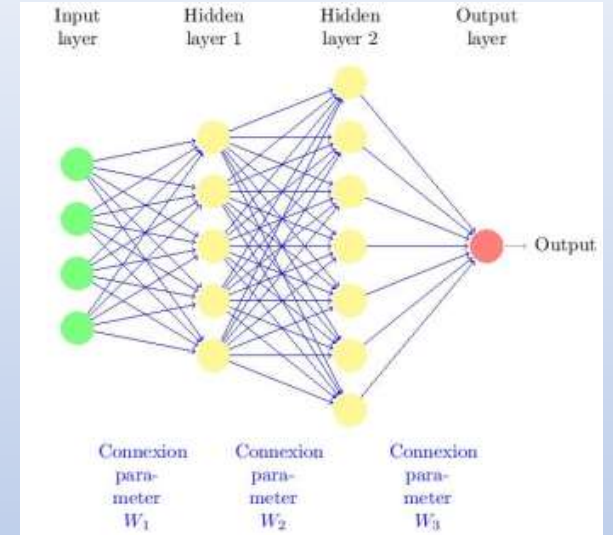 Input layer
Hidden layer 1
Hidden layer 2
Output layer
Output
Connexion
para-
meter
W₁
Connexion
para-
meter
W₂
Connexion
para-
meter
W₃